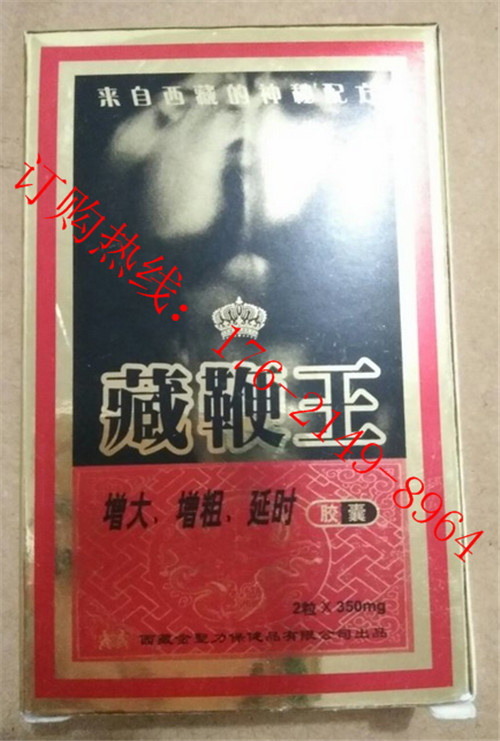 来自西藏的神秘配方
订购热线：176-2149-8964
藏鞭王
增大、增粗、延时 胶囊
2粒×350mg
西藏金圣力保健品有限公司出品